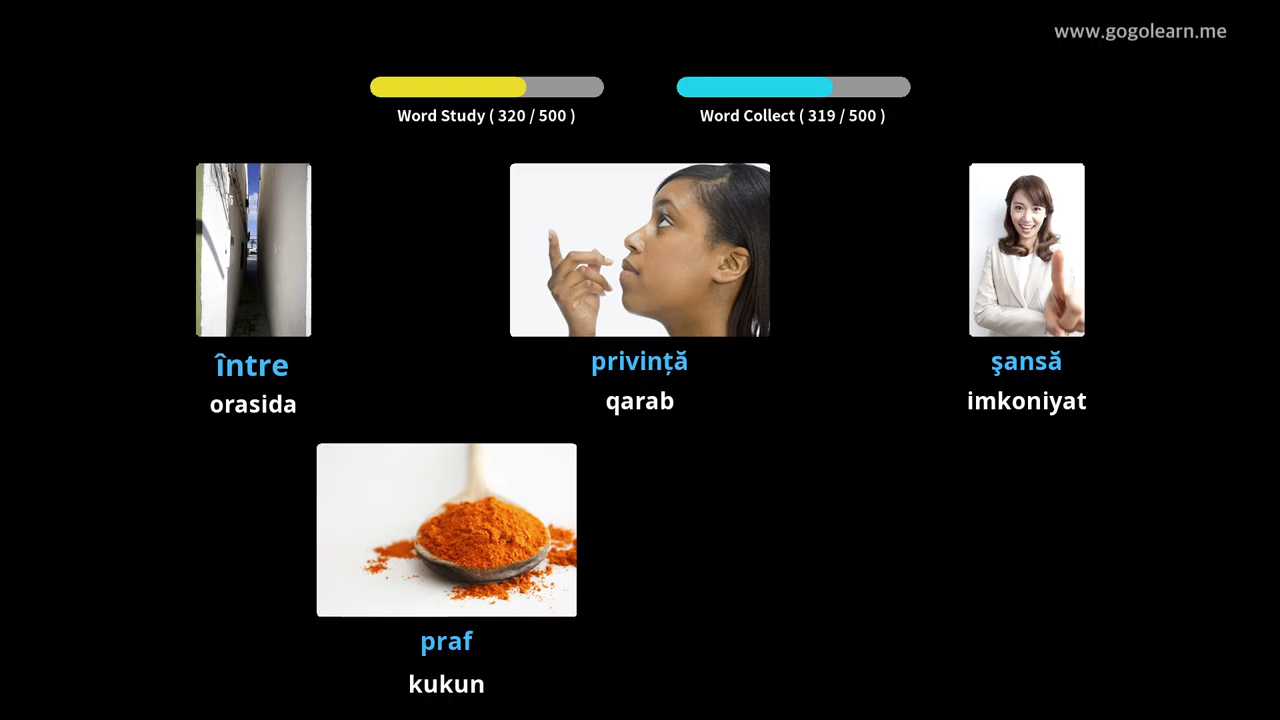 www.gogolearn.me
Word Study ( 320 / 500 )
Word Collect ( 319 / 500 )
între
privință
şansă
orasida
qarab
imkoniyat
praf
kukun